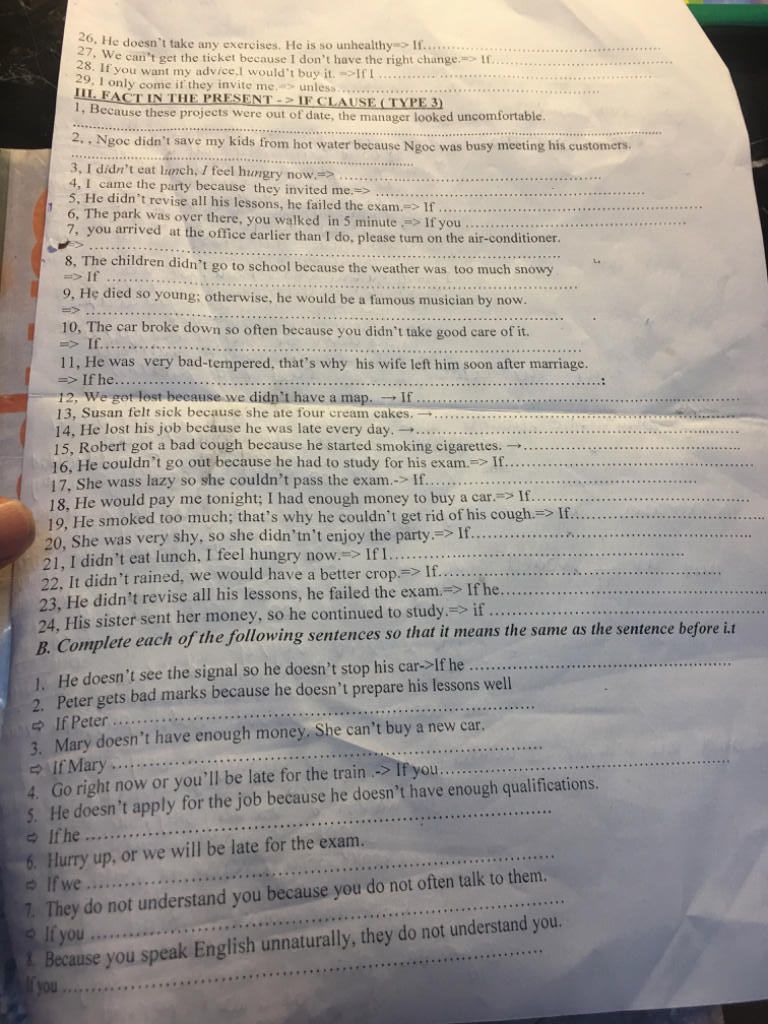 26, He doesn't take any exercises. He is so unhealthy=> If..................
27, We can't get the ticket because I don't have the right change.=> If..................
28. If you want my advice,I would't buy it. =>If I ..................
29, I only come if they invite me.=> unless..................
III. FACT IN THE PRESENT - > IF CLAUSE ( TYPE 3)
1, Because these projects were out of date, the manager looked uncomfortable.
..................
2, , Ngoc didn't save my kids from hot water because Ngoc was busy meeting his customers.
..................
3, I didn't eat lunch, I feel hungry now.=> ..................
4, I came the party because they invited me.=> ..................
5, He didn't revise all his lessons, he failed the exam.=> If ..................
6, The park was over there, you walked in 5 minute .=> If you ..................
7, you arrived at the office earlier than I do, please turn on the air-conditioner.
=> ..................
8, The children didn't go to school because the weather was too much snowy
=> If ..................
9, He died so young; otherwise, he would be a famous musician by now.
=> ..................
10, The car broke down so often because you didn't take good care of it.
=> If..................
11, He was very bad-tempered, that's why his wife left him soon after marriage.
=> If he..................:
12, We got lost because we didn't have a map. → If ..................
13, Susan felt sick because she ate four cream cakes. →..................
14, He lost his job because he was late every day. →..................
15, Robert got a bad cough because he started smoking cigarettes. →..................
16, He couldn't go out because he had to study for his exam.=> If..................
17, She wass lazy so she couldn't pass the exam.-> If..................
18, He would pay me tonight; I had enough money to buy a car.=> If..................
19, He smoked too much; that's why he couldn't get rid of his cough.=> If..................
20, She was very shy, so she didn'tn't enjoy the party.=> If..................
21, I didn't eat lunch, I feel hungry now.=> If I..................
22, It didn't rained, we would have a better crop.=> If..................
23, He didn't revise all his lessons, he failed the exam.=> If he..................
24, His sister sent her money, so he continued to study.=> if ..................
B. Complete each of the following sentences so that it means the same as the sentence before i.t
1. He doesn't see the signal so he doesn't stop his car->If he ..................
2. Peter gets bad marks because he doesn't prepare his lessons well
⇨ If Peter ..................
3. Mary doesn't have enough money. She can't buy a new car.
⇨ If Mary ..................
4. Go right now or you'll be late for the train .-> If you..................
5. He doesn't apply for the job because he doesn't have enough qualifications.
⇨ If he ..................
6. Hurry up, or we will be late for the exam.
⇨ If we ..................
7. They do not understand you because you do not often talk to them.
⇨ If you ..................
8. Because you speak English unnaturally, they do not understand you.
If you ..................